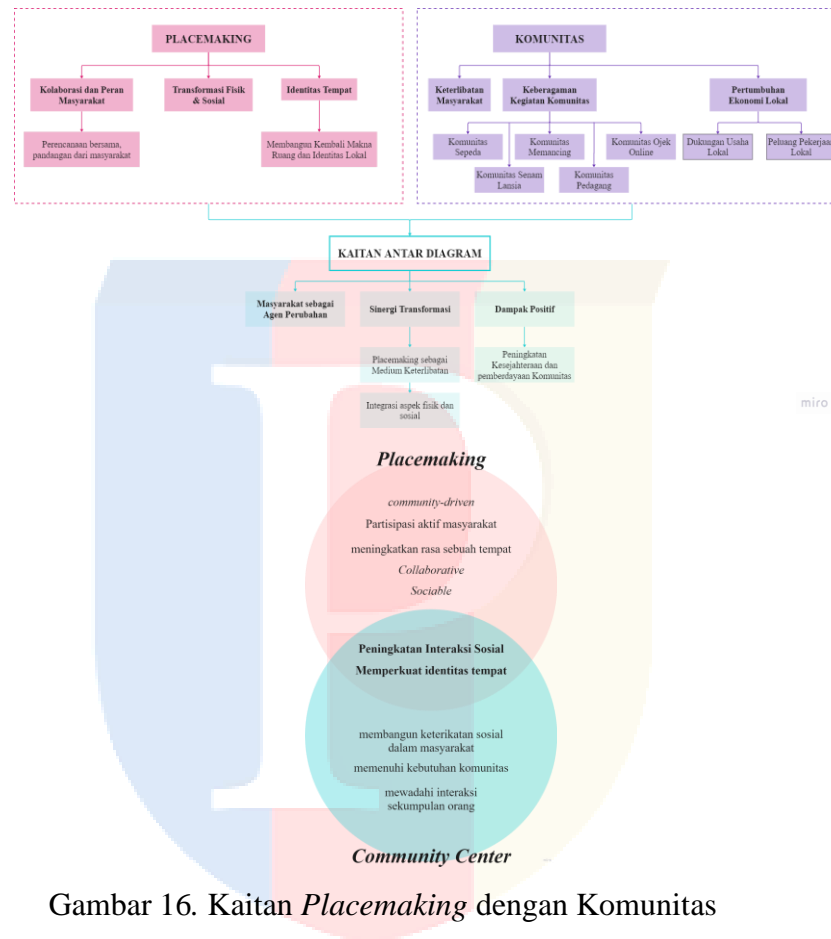 PLACEMAKING
Kolaborasi dan Peran
Masyarakat
Transformasi Fisik
& Sosial
Identitas Tempat
Perencanaan bersama,
pandangan dari masyarakat
Membangun Kembali Makna
Ruang dan Identitas Lokal
KOMUNITAS
Keterlibatan
Masyarakat
Keberagaman
Kegiatan Komunitas
Pertumbuhan
Ekonomi Lokal
Komunitas
Sepeda
Komunitas
Memancing
Komunitas Ojek
Online
Dukungan Usaha
Lokal
Peluang Pekerjaan
Lokal
Komunitas Senam
Lansia
Komunitas
Pedagang
KAITAN ANTAR DIAGRAM
Masyarakat sebagai
Agen Perubahan
Sinergi Transformasi
Dampak Positif
Placemaking sebagai
Medium Keterlibatan
Peningkatan
Kesejahteraan dan
pemberdayaan Komunitas
Integrasi aspek fisik dan
sosial
miro
Placemaking
community-driven
Partisipasi aktif masyarakat
meningkatkan rasa sebuah tempat
Collaborative
Sociable
Peningkatan Interaksi Sosial
Memperkuat identitas tempat
membangun keterikatan sosial
dalam masyarakat
memenuhi kebutuhan komunitas
mewadahi interaksi
sekumpulan orang
Community Center
Gambar 16. Kaitan Placemaking dengan Komunitas